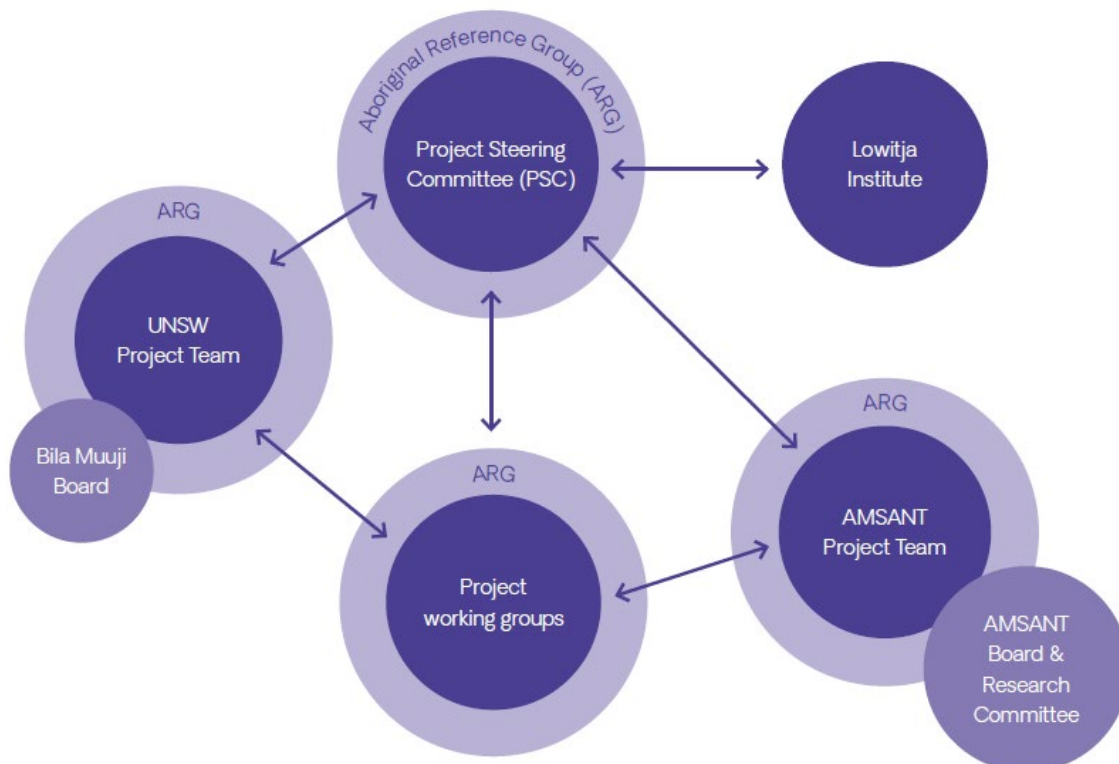 Aboriginal Reference Group (ARG)
Project Steering
Committee (PSC)
Lowitja
Institute
ARG
UNSW
Project Team
Bila Muuji
Board
ARG
Project
working groups
ARG
AMSANT
Project Team
AMSANT
Board &
Research
Committee